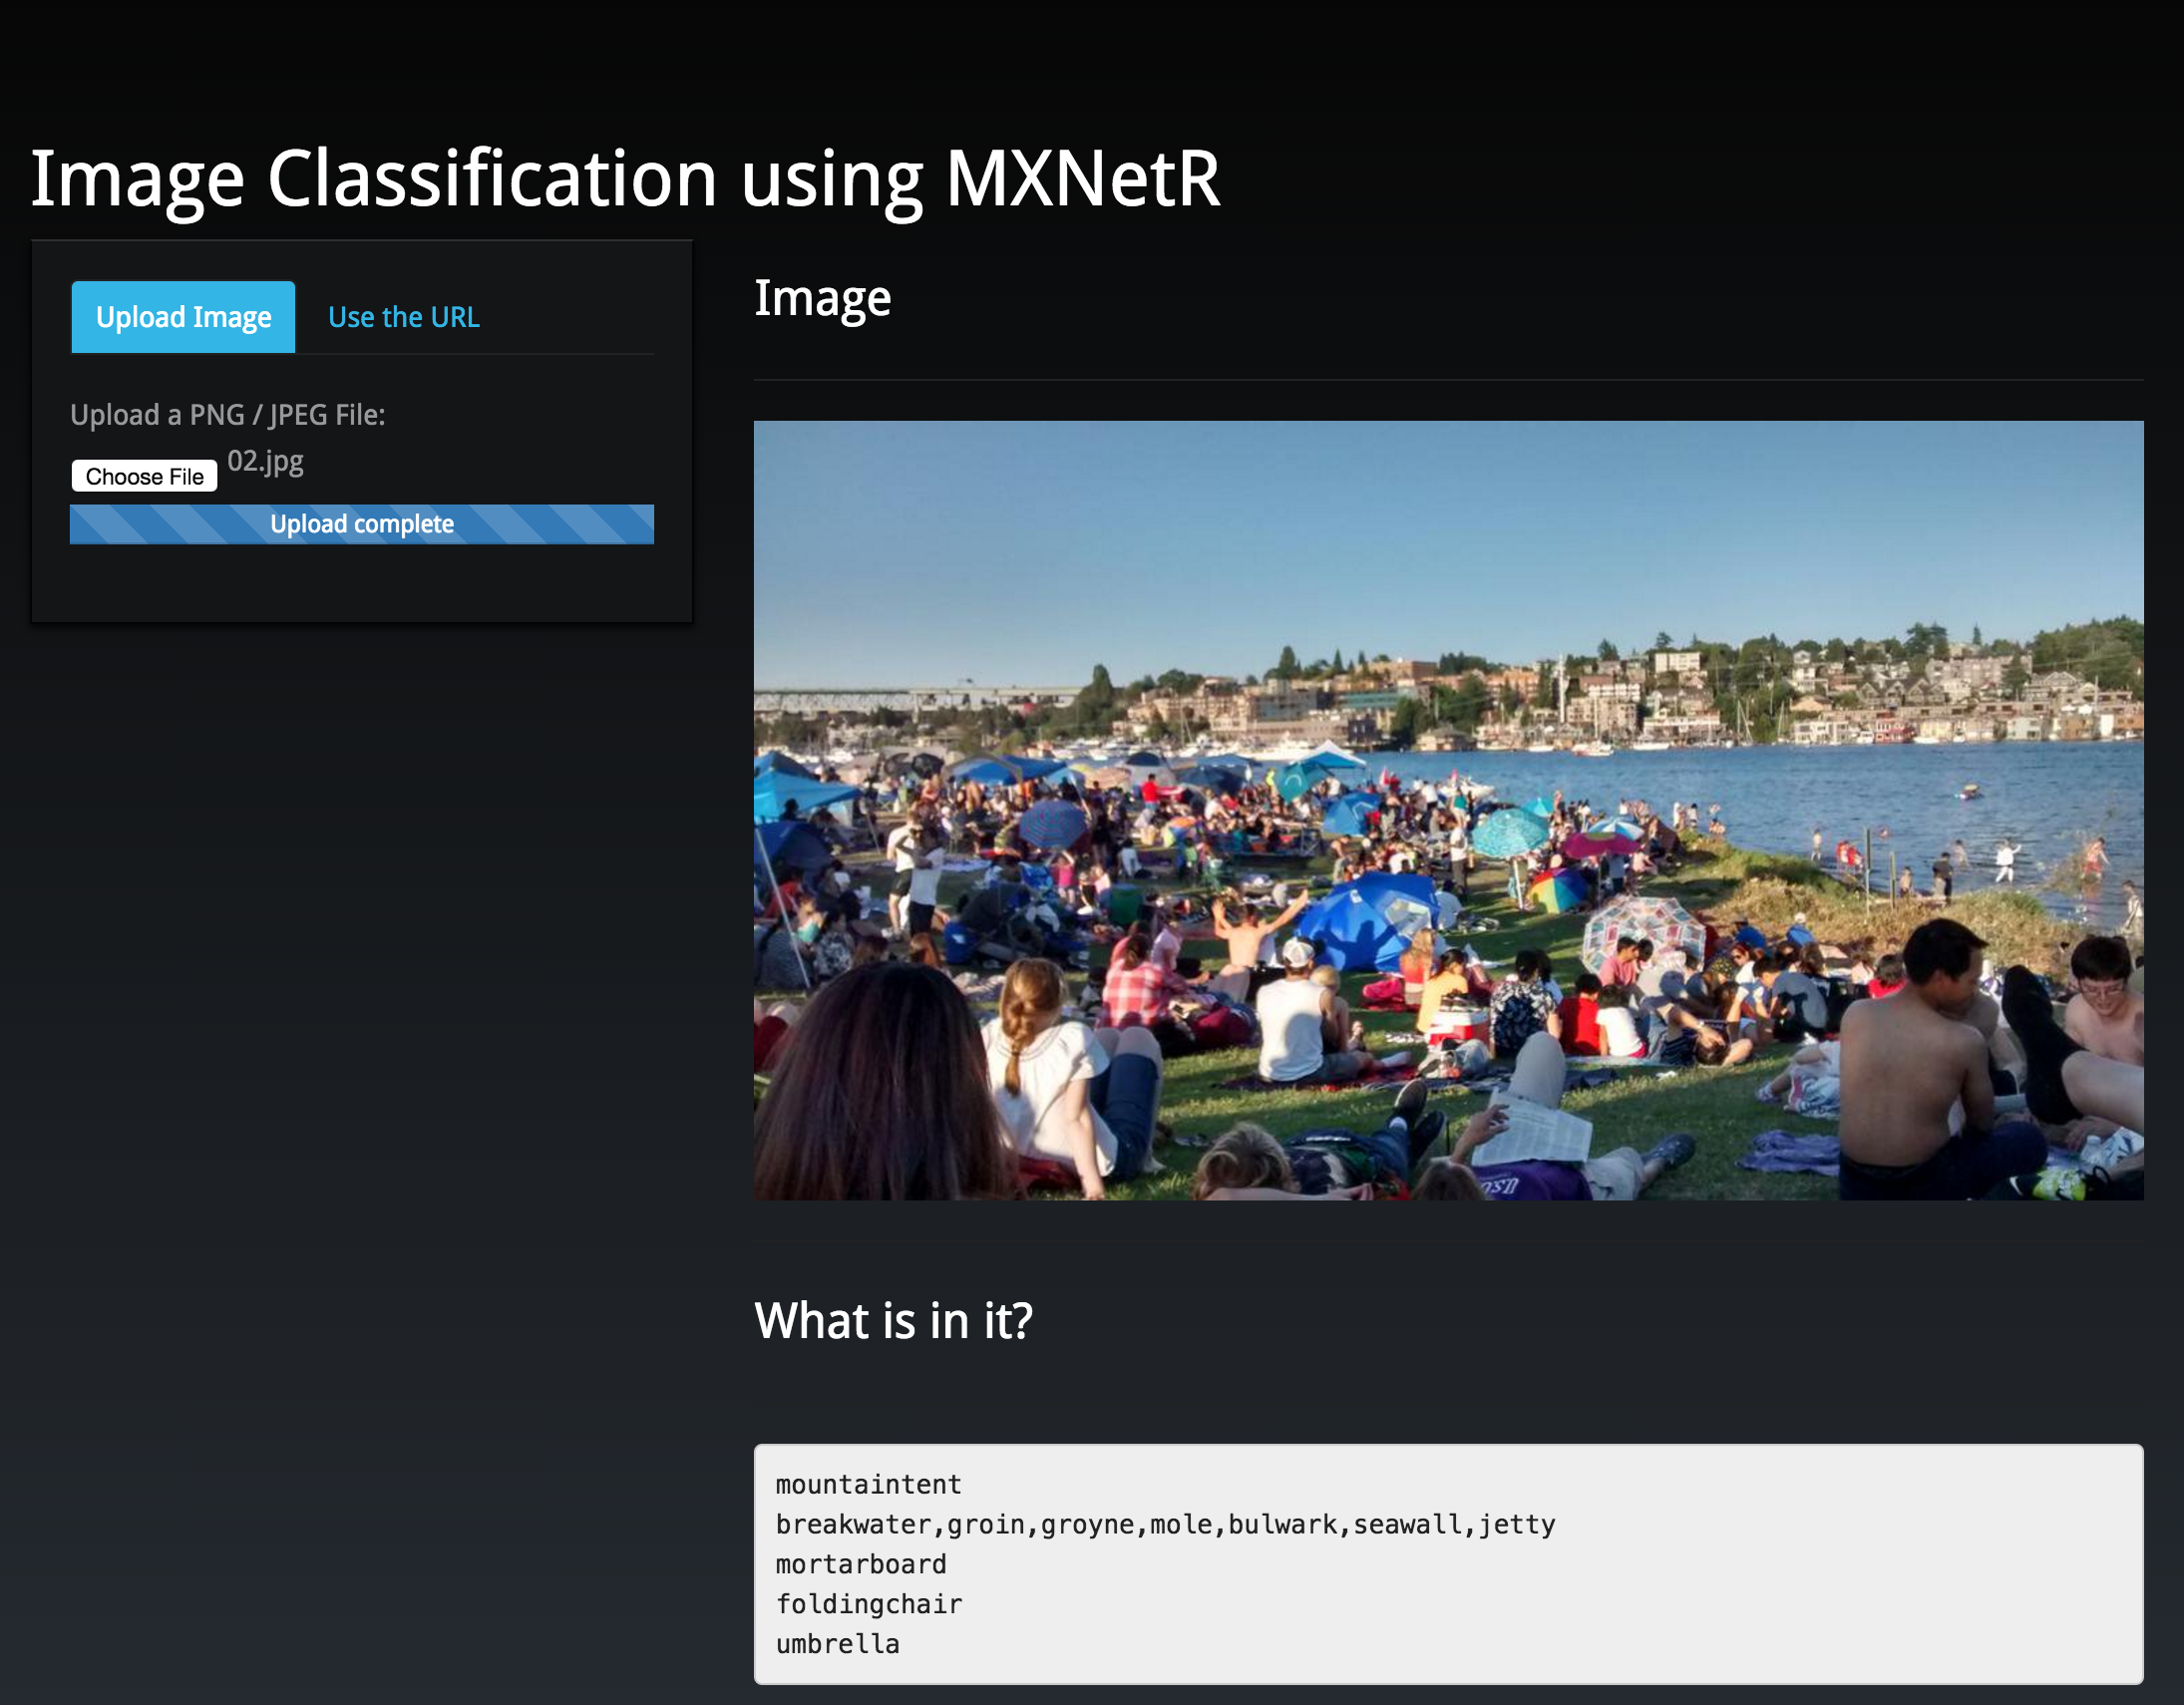 Image Classification using MXNetR
Upload Image
Use the URL
Upload a PNG / JPEG File:
Choose File
02.jpg
Upload complete
Image
What is in it?
mountaintent
breakwater,groin,groyne,mole,bulwark,seawall,jetty
mortarboard
foldingchair
umbrella